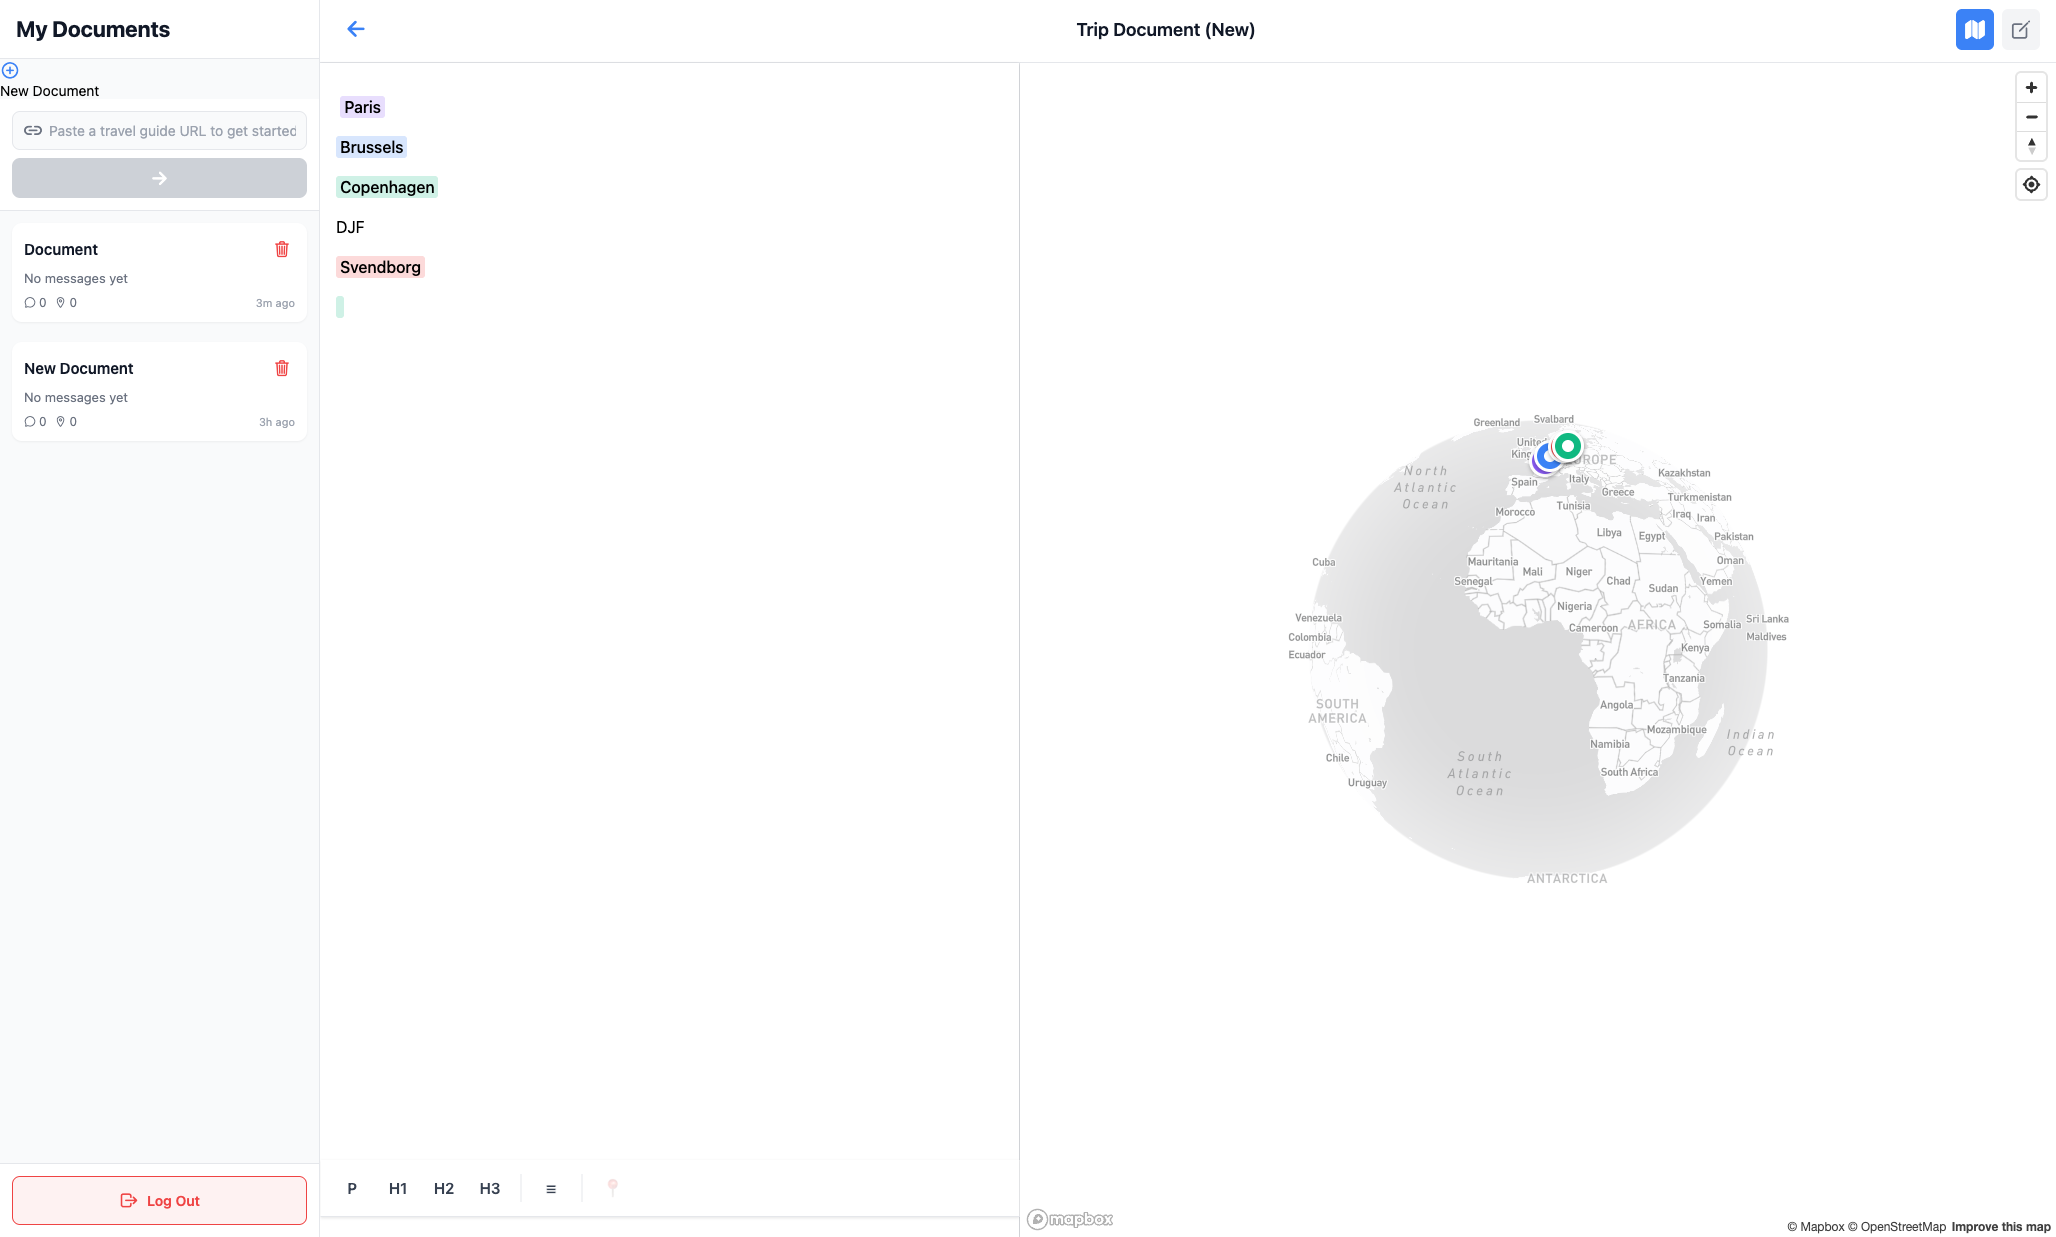 My Documents
New Document
Paste a travel guide URL to get started
Document
No messages yet
0 0 3m ago
New Document
No messages yet
0 0 3h ago
Log Out
Trip Document (New)
Paris
Brussels
Copenhagen
DJF
Svendborg
P H1 H2 H3
Greenland
Svalbard
United
King
EUROPE
Kazakhstan
North
Atlantic
Ocean
Spain
Italy
Greece
Turkmenistan
Morocco
Tunisia
Iraq
Iran
Libya
Egypt
Pakistan
Cuba
Mauritania
Mali
Niger
Oman
Senegal
Chad
Sudan
Yemen
Nigeria
Venezuela
Cameroon
AFRICA
Somalia
Sri Lanka
Colombia
Maldives
Ecuador
Kenya
Tanzania
SOUTH
AMERICA
Angola
Mozambique
Indian
Ocean
Namibia
Chile
South
Atlantic
Ocean
South Africa
Uruguay
ANTARCTICA
mapbox
© Mapbox © OpenStreetMap Improve this map